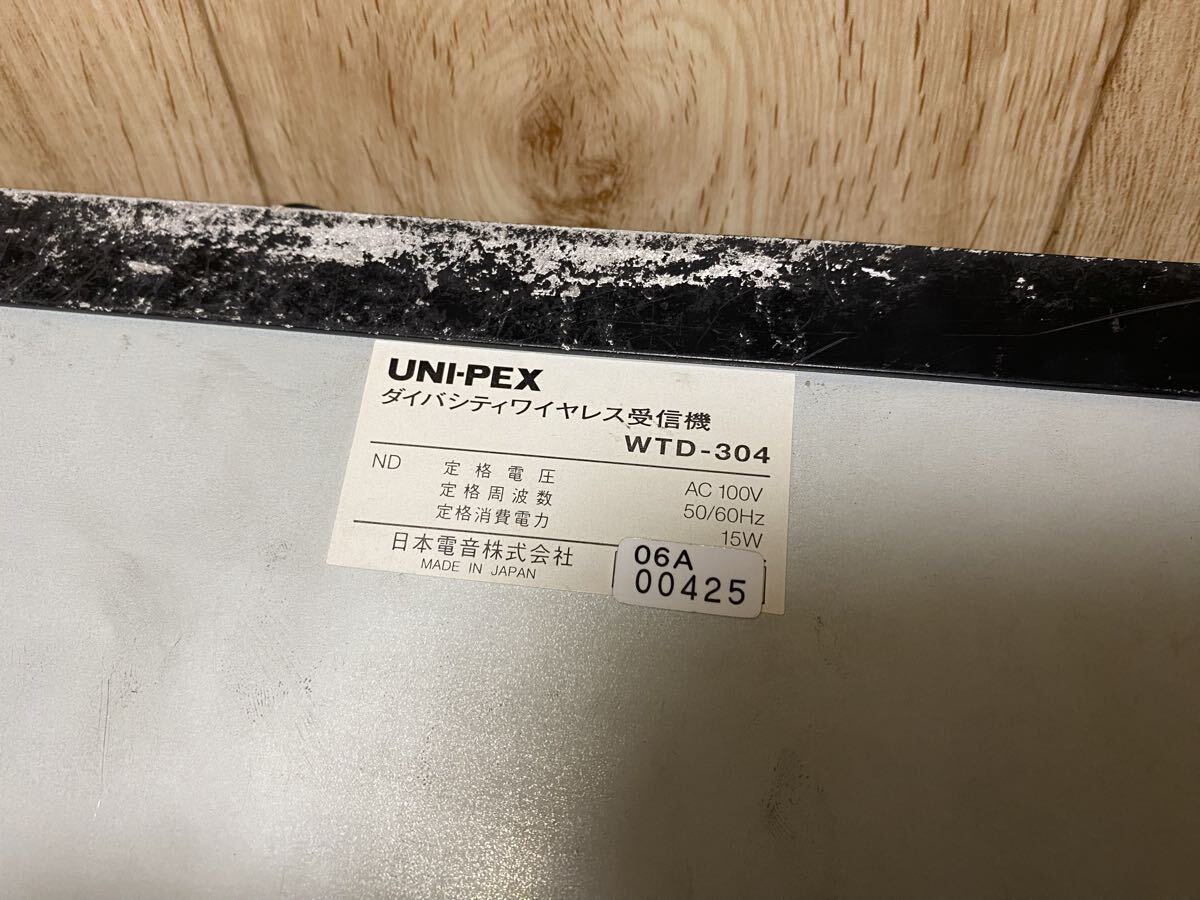 UNI-PEX
ダイバシティワイヤレス受信機
WTD-304
ND 定格電圧 AC 100V
定格周波数 50/60Hz
定格消費電力 15W
日本電音株式会社
MADE IN JAPAN
06A
00425